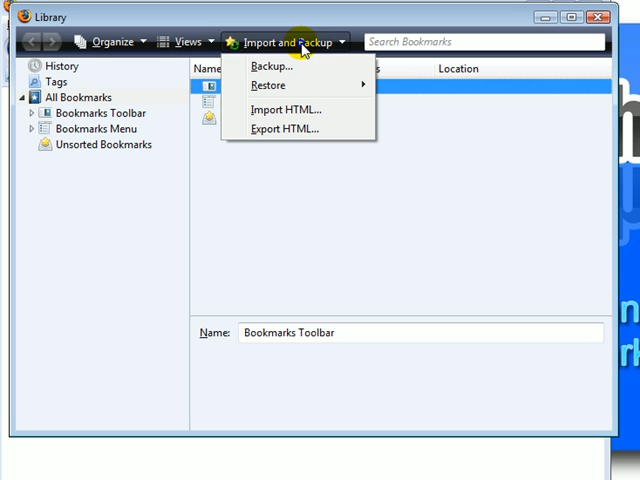 Library
Organize Views Import and Backup Search Bookmarks
Name Location
History
Tags
All Bookmarks
Bookmarks Toolbar
Bookmarks Menu
Unsorted Bookmarks
Backup...
Restore
Import HTML...
Export HTML...
Name: Bookmarks Toolbar